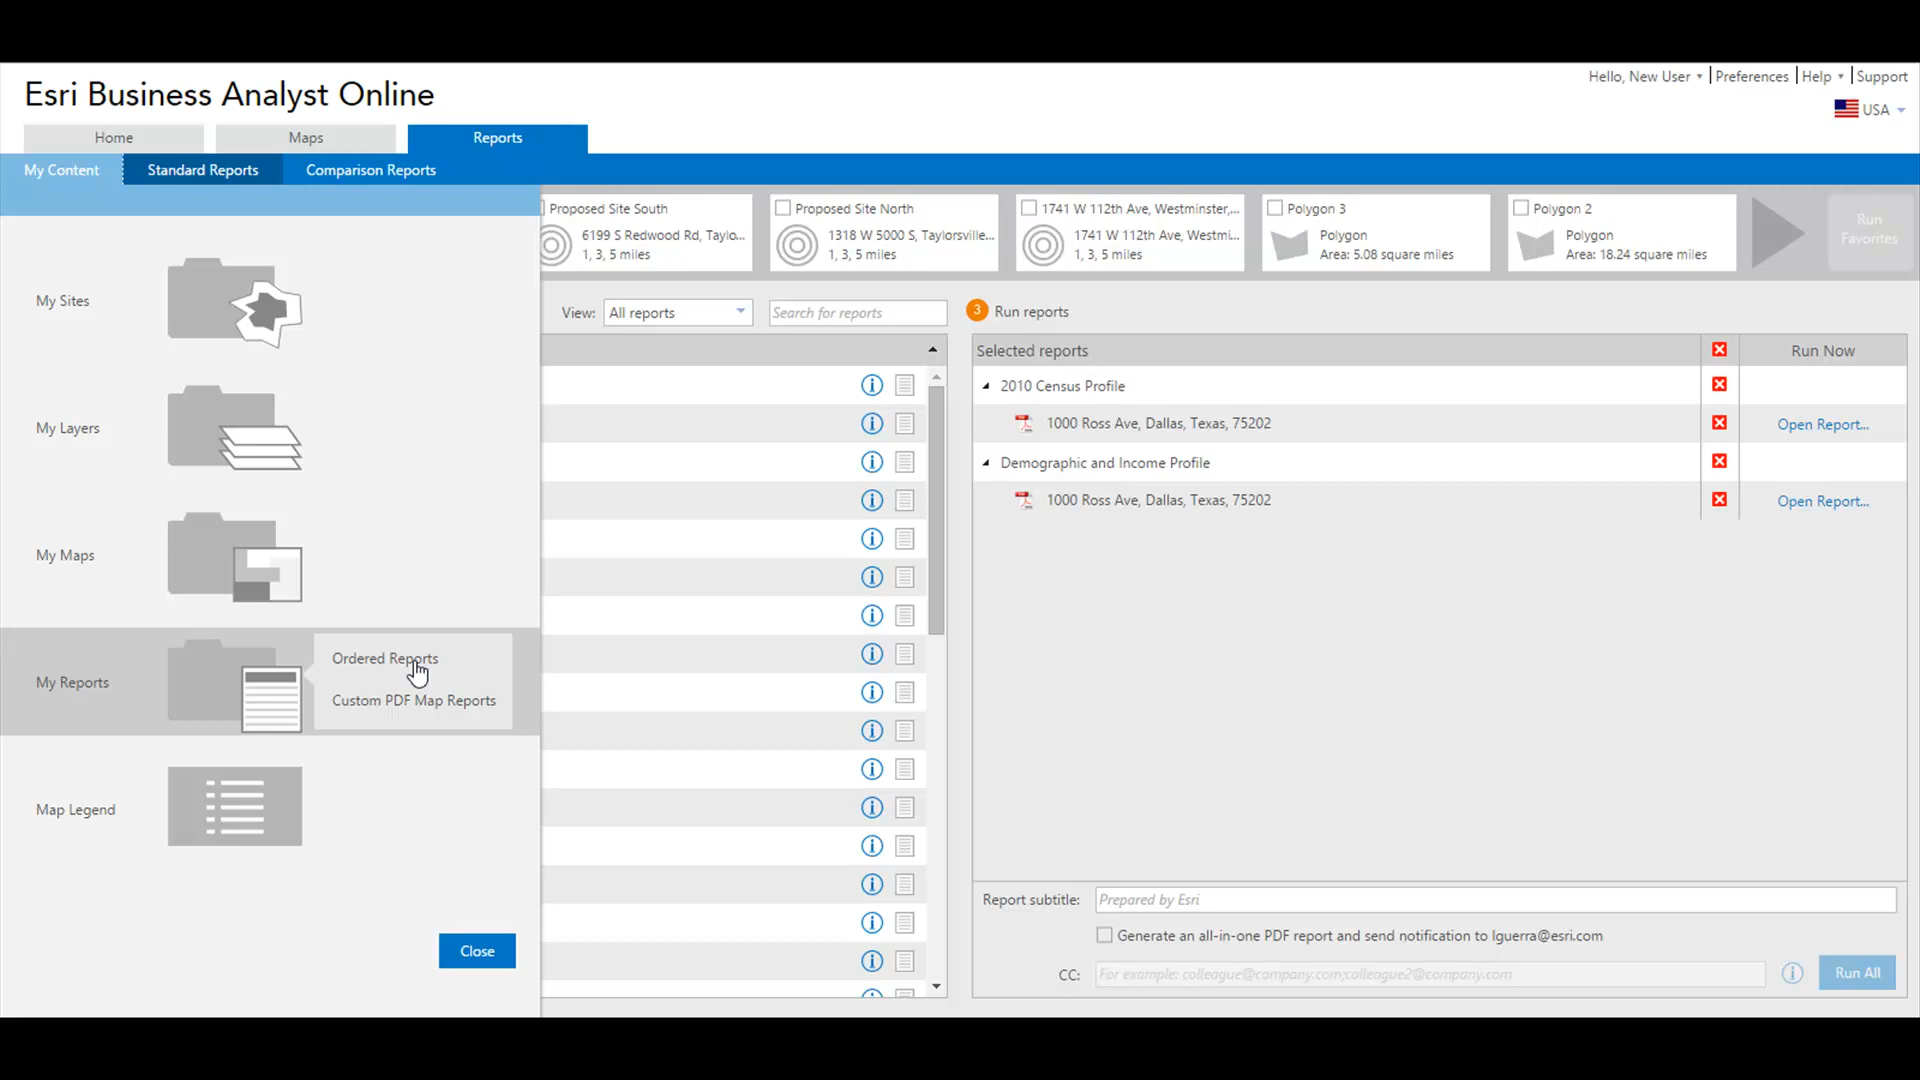 Esri Business Analyst Online
Hello, New User Preferences Help Support
USA
Home Maps Reports
My Content Standard Reports Comparison Reports
Proposed Site South
6199 S Redwood Rd, Taylo...
1, 3, 5 miles
Proposed Site North
1318 W 5000 S, Taylorsville...
1, 3, 5 miles
1741 W 112th Ave, Westminster,...
1741 W 112th Ave, Westmi...
1, 3, 5 miles
Polygon 3
Polygon
Area: 5.08 square miles
Polygon 2
Polygon
Area: 18.24 square miles
Run
Favorites
My Sites
My Layers
My Maps
My Reports
Ordered Reports
Custom PDF Map Reports
Map Legend
Close
View: All reports Search for reports
3 Run reports
Selected reports Run Now
2010 Census Profile
1000 Ross Ave, Dallas, Texas, 75202 Open Report...
Demographic and Income Profile
1000 Ross Ave, Dallas, Texas, 75202 Open Report...
Report subtitle: Prepared by Esri
Generate an all-in-one PDF report and send notification to lguerra@esri.com
CC: For example: colleague@company.com;colleague2@company.com
Run All